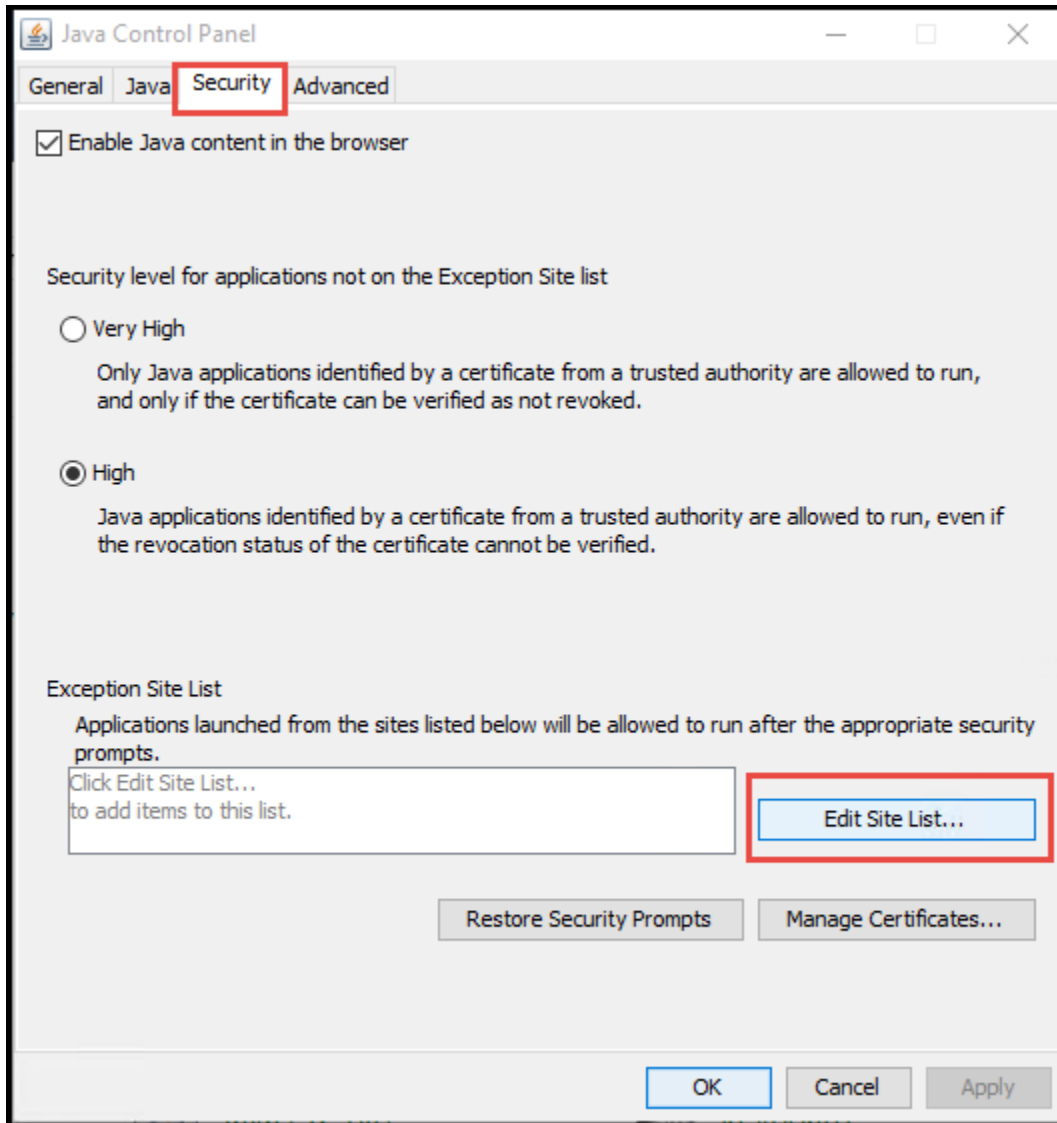 Java Control Panel
General Java Security Advanced
Enable Java content in the browser
Security level for applications not on the Exception Site list
Very High
Only Java applications identified by a certificate from a trusted authority are allowed to run,
and only if the certificate can be verified as not revoked.
High
Java applications identified by a certificate from a trusted authority are allowed to run, even if
the revocation status of the certificate cannot be verified.
Exception Site List
Applications launched from the sites listed below will be allowed to run after the appropriate security
prompts.
Click Edit Site List...
to add items to this list.
Edit Site List...
Restore Security Prompts Manage Certificates...
OK Cancel Apply